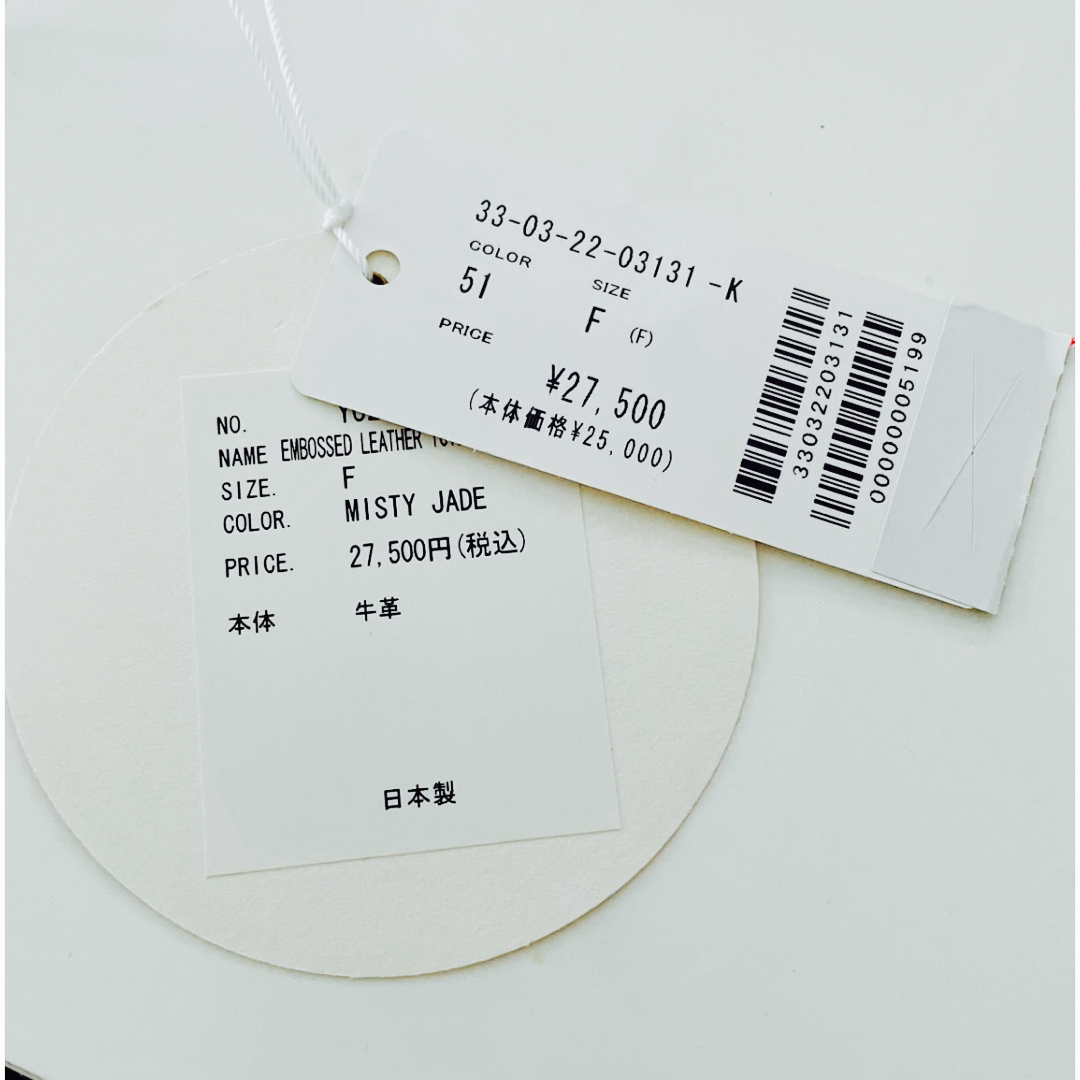 33-03-22-03131 -K
COLOR
SIZE
51
F (F)
PRICE
¥27,500
(本体価格¥25,000)
33032203131
0000000005199
NO.
NAME EMBOSSED LEATHER
SIZE. F
COLOR. MISTY JADE
PRICE. 27,500円(税込)
本体 牛革
日本製